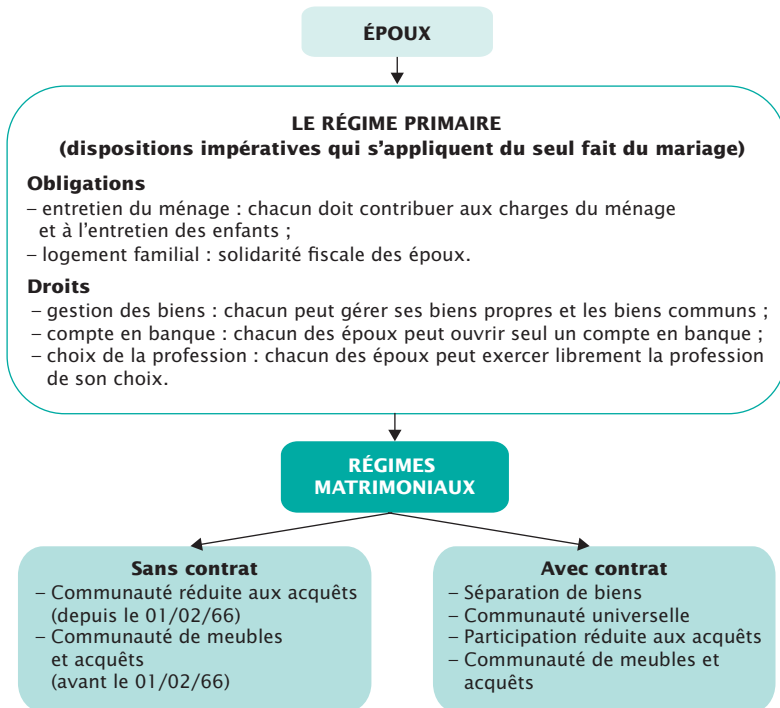 ÉPOUX
LE RÉGIME PRIMAIRE
(dispositions impératives qui s’appliquent du seul fait du mariage)
Obligations
– entretien du ménage : chacun doit contribuer aux charges du ménage
et à l’entretien des enfants ;
– logement familial : solidarité fiscale des époux.
Droits
– gestion des biens : chacun peut gérer ses biens propres et les biens communs ;
– compte en banque : chacun des époux peut ouvrir seul un compte en banque ;
– choix de la profession : chacun des époux peut exercer librement la profession
de son choix.
RÉGIMES
MATRIMONIAUX
Sans contrat
– Communauté réduite aux acquêts
(depuis le 01/02/66)
– Communauté de meubles
et acquêts
(avant le 01/02/66)
Avec contrat
– Séparation de biens
– Communauté universelle
– Participation réduite aux acquêts
– Communauté de meubles et
acquêts